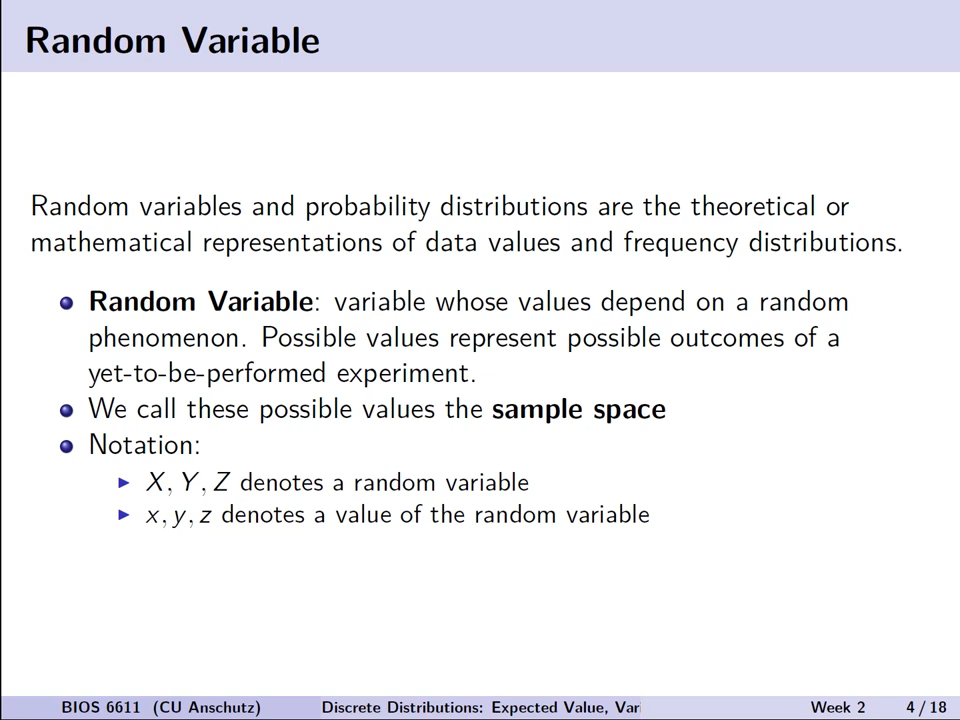 Random Variable
Random variables and probability distributions are the theoretical or
mathematical representations of data values and frequency distributions.
Random Variable: variable whose values depend on a random
phenomenon. Possible values represent possible outcomes of a
yet-to-be-performed experiment.
We call these possible values the sample space
Notation:
X, Y, Z denotes a random variable
x, y, z denotes a value of the random variable
BIOS 6611 (CU Anschutz) Discrete Distributions: Expected Value, Vari Week 2 4 / 18